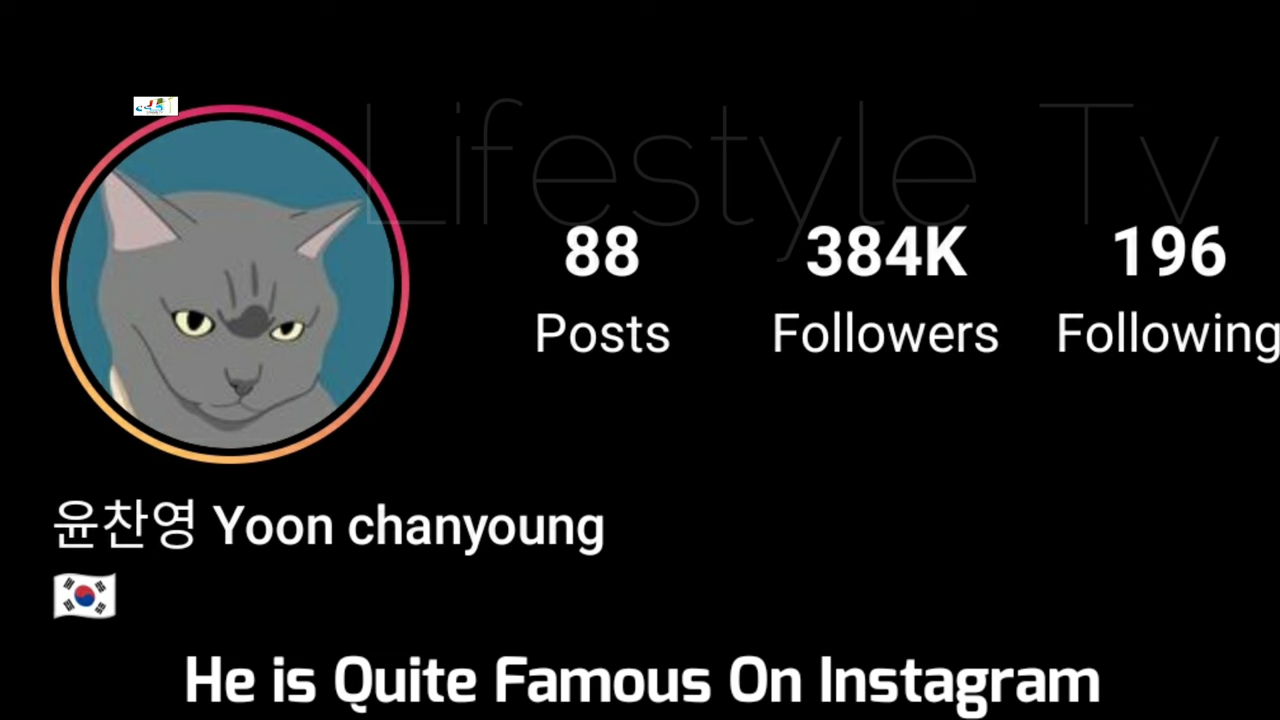 Lifestyle Tv
88 384K 196
Posts Followers Following
윤찬영 Yoon chanyoung
He is Quite Famous On Instagram